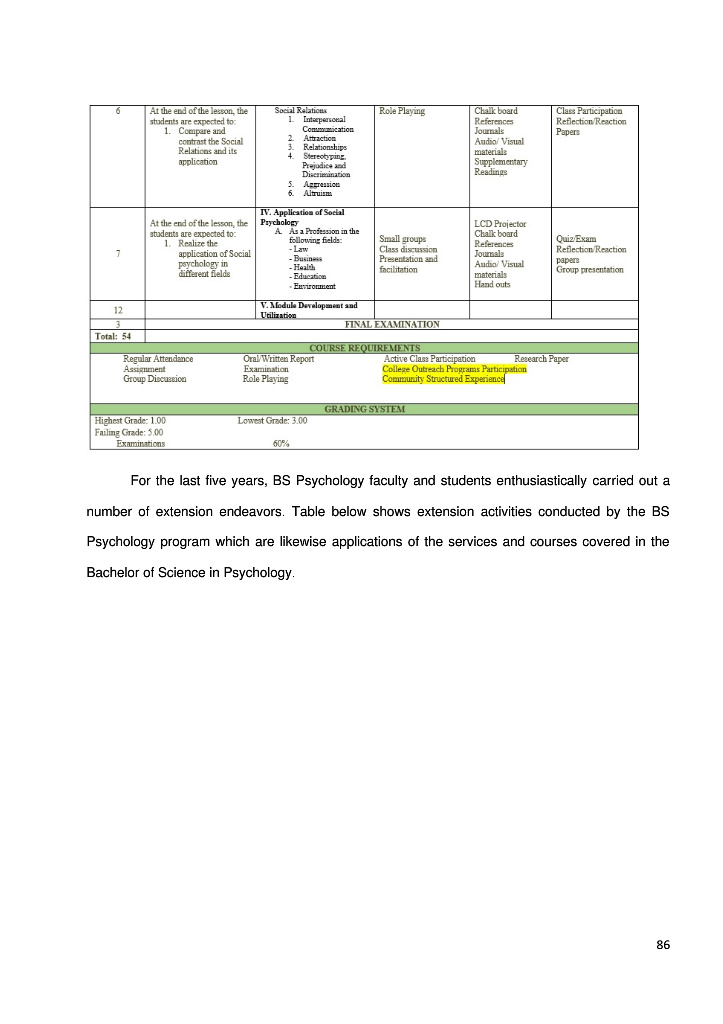 6
At the end of the lesson, the
students are expected to:
1. Compare and
contrast the Social
Relations and its
application
Social Relations
1. Interpersonal
Communication
2. Attraction
3. Relationships
4. Stereotyping,
Prejudice and
Discrimination
5. Aggression
6. Altruism
Role Playing
Chalk board
References
Journals
Audio/ Visual
materials
Supplementary
Readings
Class Participation
Reflection/Reaction
Papers
7
At the end of the lesson, the
students are expected to:
1. Realize the
application of Social
psychology in
different fields
IV. Application of Social
Psychology
A. As a Profession in the
following fields:
- Law
- Business
- Health
- Education
- Environment
Small groups
Class discussion
Presentation and
facilitation
LCD Projector
Chalk board
References
Journals
Audio/ Visual
materials
Hand outs
Quiz/Exam
Reflection/Reaction
papers
Group presentation
12
V. Module Development and
Utilization
3 FINAL EXAMINATION
Total: 54
COURSE REQUIREMENTS
Regular Attendance Oral/Written Report Active Class Participation Research Paper
Assignment Examination College Outreach Programs Participation
Group Discussion Role Playing Community Structured Experience
GRADING SYSTEM
Highest Grade: 1.00 Lowest Grade: 3.00
Failing Grade: 5.00
Examinations 60%
For the last five years, BS Psychology faculty and students enthusiastically carried out a
number of extension endeavors. Table below shows extension activities conducted by the BS
Psychology program which are likewise applications of the services and courses covered in the
Bachelor of Science in Psychology.
86